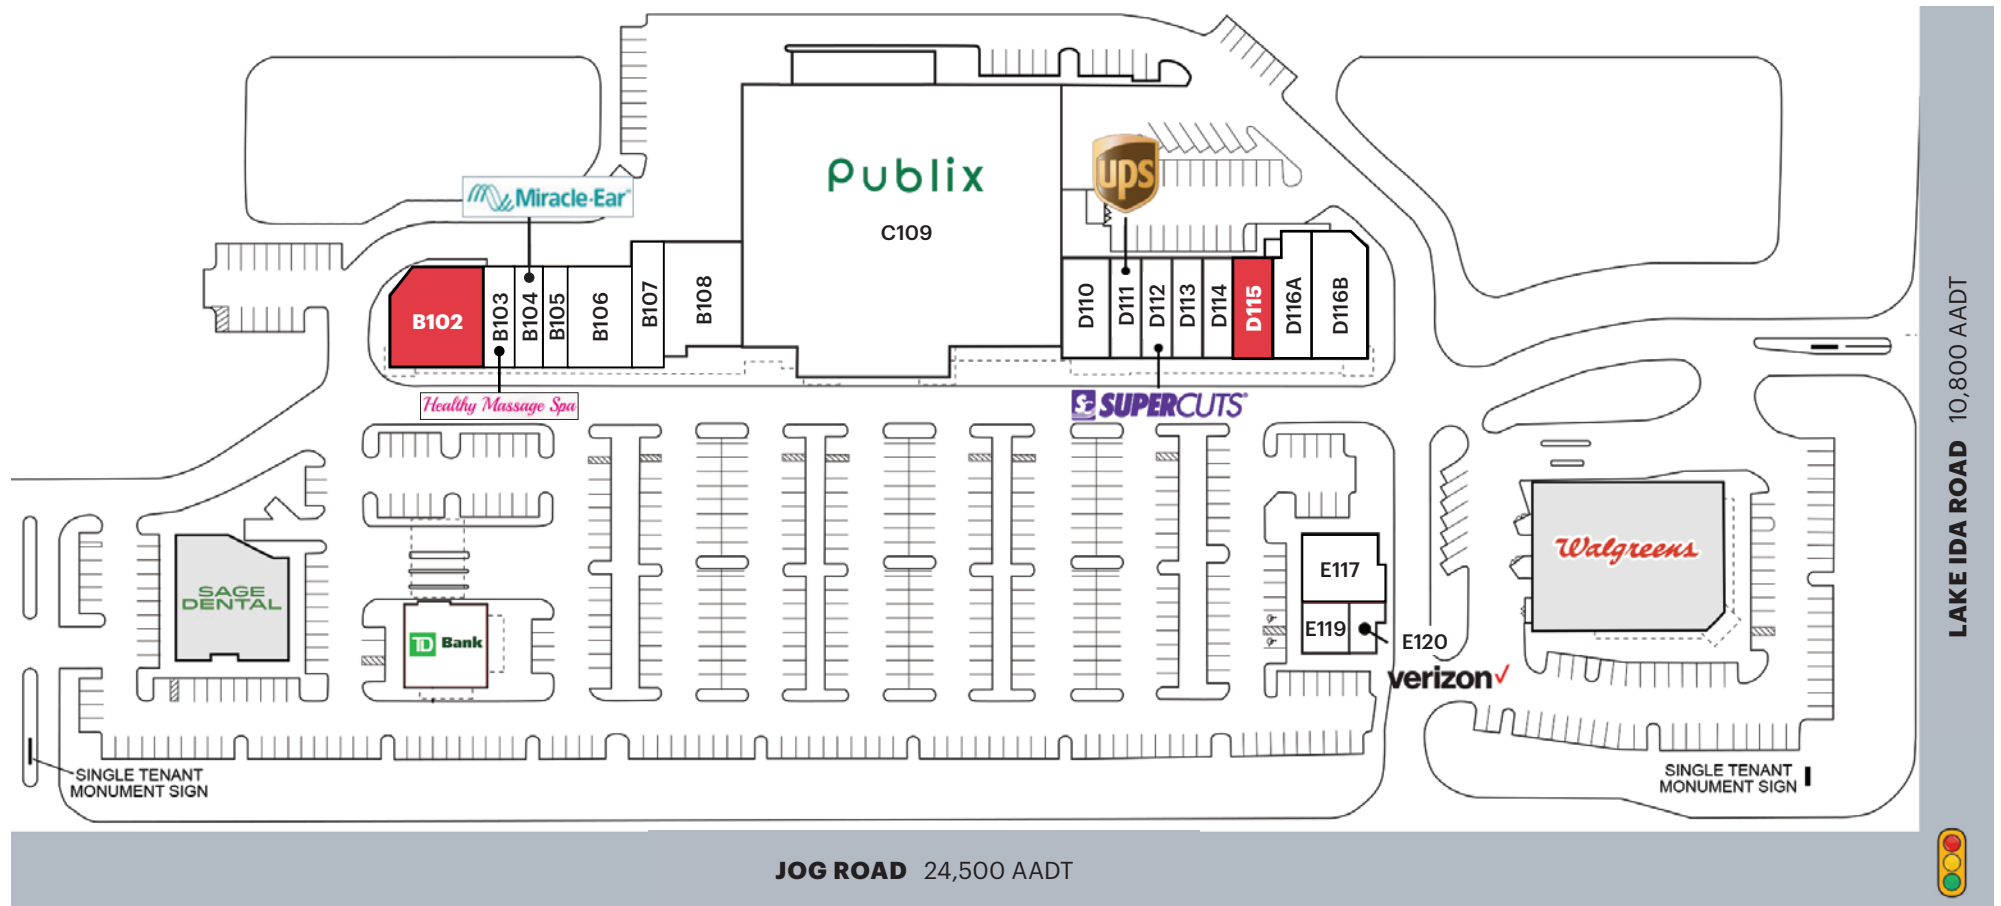 Publix
C109
Miracle-Ear
ups
B102
B103
B104
B105
B106
B107
B108
D110
D111
D112
D113
D114
D115
D116A
D116B
Healthy Massage Spa
SC SUPERCUTS
SAGE
DENTAL
TD Bank
E117
E119
E120
verizon
Walgreens
SINGLE TENANT
MONUMENT SIGN
SINGLE TENANT
MONUMENT SIGN
JOG ROAD 24,500 AADT
LAKE IDA ROAD 10,800 AADT